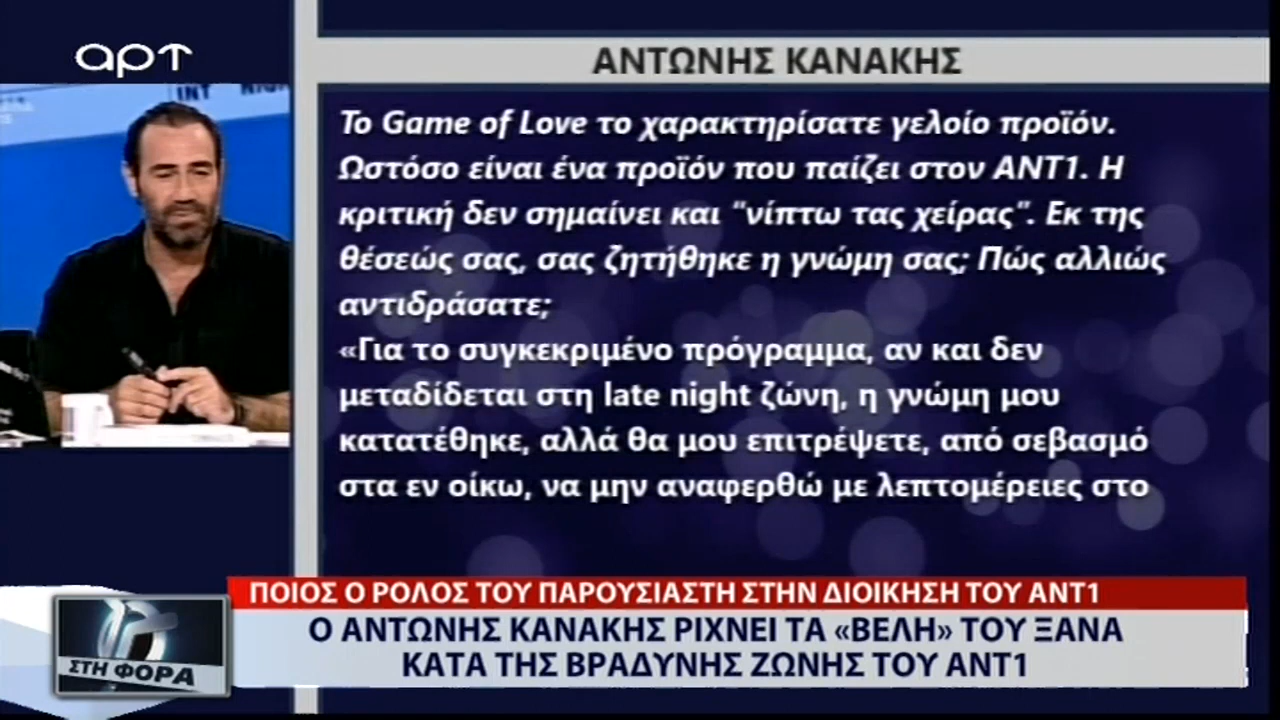 αρτ
ΑΝΤΩΝΗΣ ΚΑΝΑΚΗΣ
Το Game of Love το χαρακτηρίσατε γελοίο προϊόν.
Ωστόσο είναι ένα προϊόν που παίζει στον ΑΝΤ1. Η
κριτική δεν σημαίνει και "νίπτω τας χείρας". Εκ της
θέσεώς σας, σας ζητήθηκε η γνώμη σας; Πώς αλλιώς
αντιδράσατε;
«Για το συγκεκριμένο πρόγραμμα, αν και δεν
μεταδίδεται στη late night ζώνη, η γνώμη μου
κατατέθηκε, αλλά θα μου επιτρέψετε, από σεβασμό
στα εν οίκω, να μην αναφερθώ με λεπτομέρειες στο
ΠΟΙΟΣ Ο ΡΟΛΟΣ ΤΟΥ ΠΑΡΟΥΣΙΑΣΤΗ ΣΤΗΝ ΔΙΟΙΚΗΣΗ ΤΟΥ ΑΝΤ1
Ο ΑΝΤΩΝΗΣ ΚΑΝΑΚΗΣ ΡΙΧΝΕΙ ΤΑ «ΒΕΛΗ» ΤΟΥ ΞΑΝΑ
ΚΑΤΑ ΤΗΣ ΒΡΑΔΥΝΗΣ ΖΩΝΗΣ ΤΟΥ ΑΝΤ1
ΣΤΗ ΦΟΡΑ